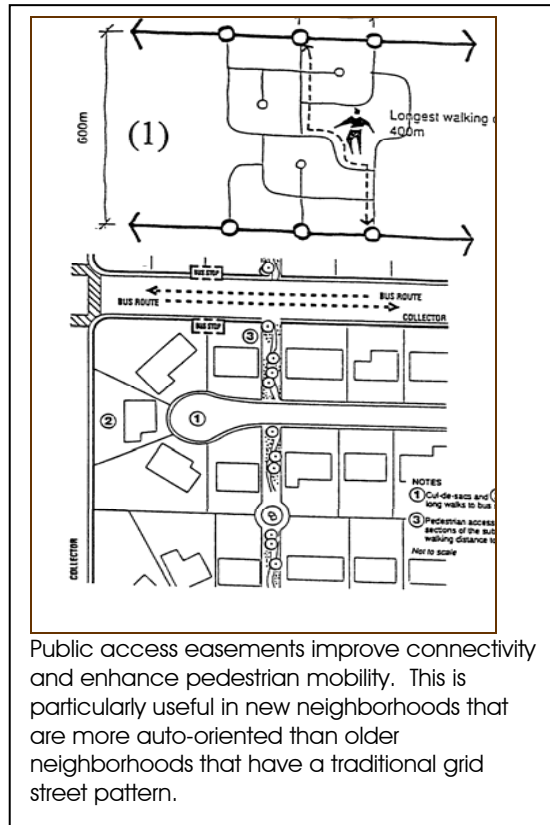 600m
(1)
Longest walking
400m
BUS STOP
BUS ROUTE
BUS ROUTE
COLLECTOR
BUS STOP
3
2
1
NOTES
1 Cul-de-sacs and
long walks to bus
3 Pedestrian access
sections of the sub
walking distance to
Not to scale
COLLECTOR
Public access easements improve connectivity
and enhance pedestrian mobility. This is
particularly useful in new neighborhoods that
are more auto-oriented than older
neighborhoods that have a traditional grid
street pattern.